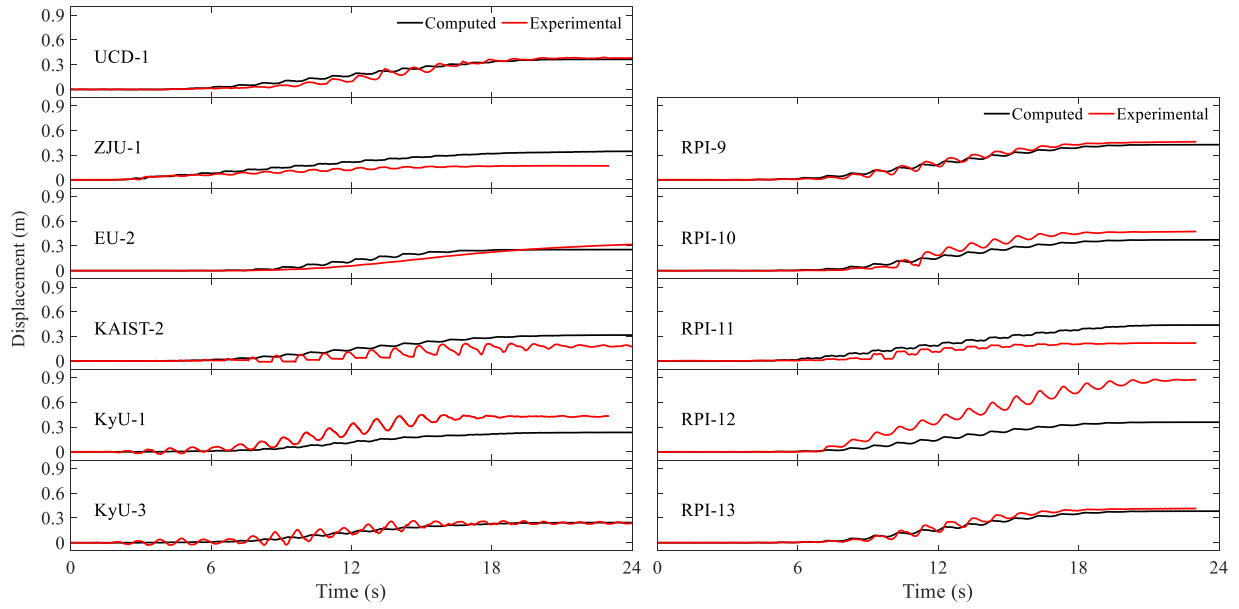 Displacement (m)
0.9
0.6
0.3
0
UCD-1
Computed
Experimental
0.9
0.6
0.3
0
ZJU-1
0.9
0.6
0.3
0
EU-2
0.9
0.6
0.3
0
KAIST-2
0.9
0.6
0.3
0
KyU-1
0.9
0.6
0.3
0
KyU-3
0 6 12 18 24
Time (s)
0.9
0.6
0.3
0
RPI-9
Computed
Experimental
0.9
0.6
0.3
0
RPI-10
0.9
0.6
0.3
0
RPI-11
0.9
0.6
0.3
0
RPI-12
0.9
0.6
0.3
0
RPI-13
0 6 12 18 24
Time (s)